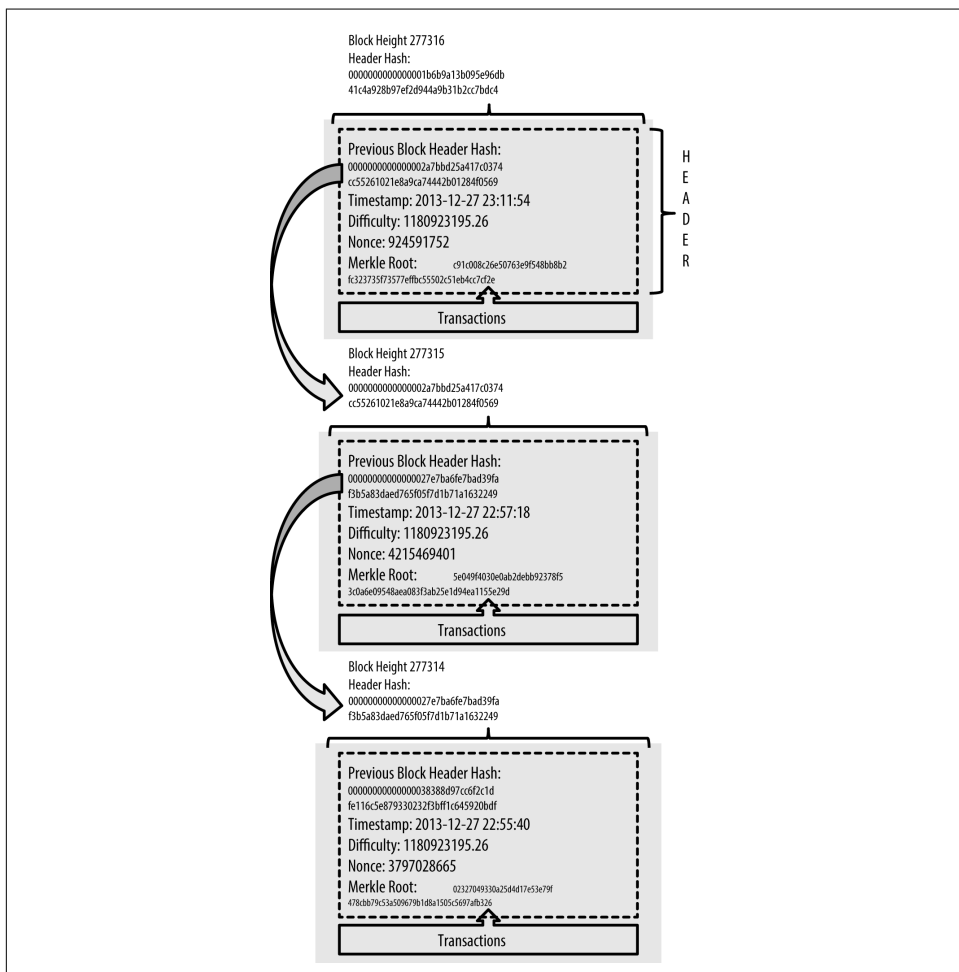 Block Height 277316
Header Hash:
0000000000000001b6b9a13b095e96db
41c4a928b97ef2d944a9b31b2cc7bdc4
Previous Block Header Hash:
0000000000000002a7bbd25a417c0374
cc55261021e8a9ca74442b01284f0569
Timestamp: 2013-12-27 23:11:54
Difficulty: 1180923195.26
Nonce: 924591752
Merkle Root: c91c008c26e50763e9f548bb8b2
fc323735f73577effbc55502c51eb4cc7cf2e
Transactions
HEADER
Block Height 277315
Header Hash:
0000000000000002a7bbd25a417c0374
cc55261021e8a9ca74442b01284f0569
Previous Block Header Hash:
00000000000000027e7ba6fe7bad39fa
f3b5a83daed765f05f7d1b71a1632249
Timestamp: 2013-12-27 22:57:18
Difficulty: 1180923195.26
Nonce: 4215469401
Merkle Root: 5e049f4030e0ab2debb92378f5
3c0a6e09548aea083f3ab25e1d94ea1155e29d
Transactions
Block Height 277314
Header Hash:
00000000000000027e7ba6fe7bad39fa
f3b5a83daed765f05f7d1b71a1632249
Previous Block Header Hash:
00000000000000038388d97cc6f2c1d
fe116c5e879330232f3bff1c645920bdf
Timestamp: 2013-12-27 22:55:40
Difficulty: 1180923195.26
Nonce: 3797028665
Merkle Root: 02327049330a25d4d17e53e79f
478cbb79c53a509679b1d8a1505c5697afb326
Transactions